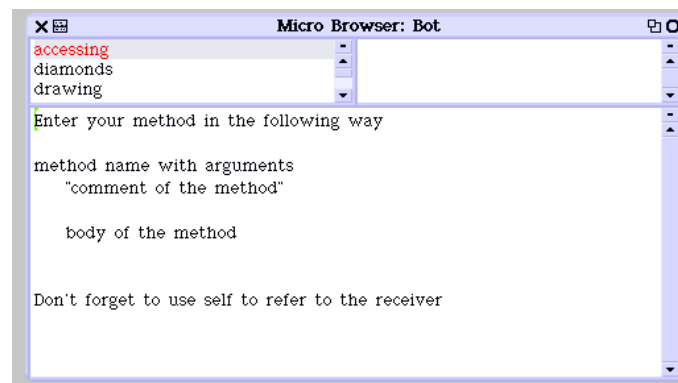 Micro Browser: Bot
accessing
diamonds
drawing
Enter your method in the following way
method name with arguments
"comment of the method"
body of the method
Don't forget to use self to refer to the receiver